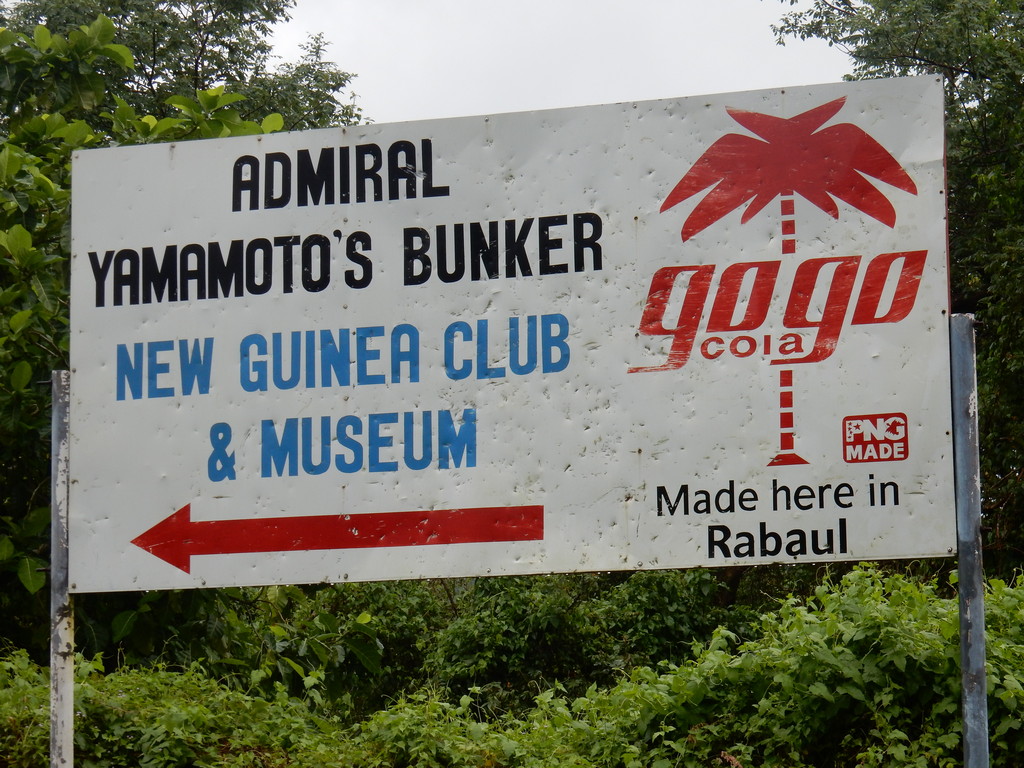 ADMIRAL
YAMAMOTO'S BUNKER
NEW GUINEA CLUB
& MUSEUM
gogo
cola
PNG
MADE
Made here in
Rabaul